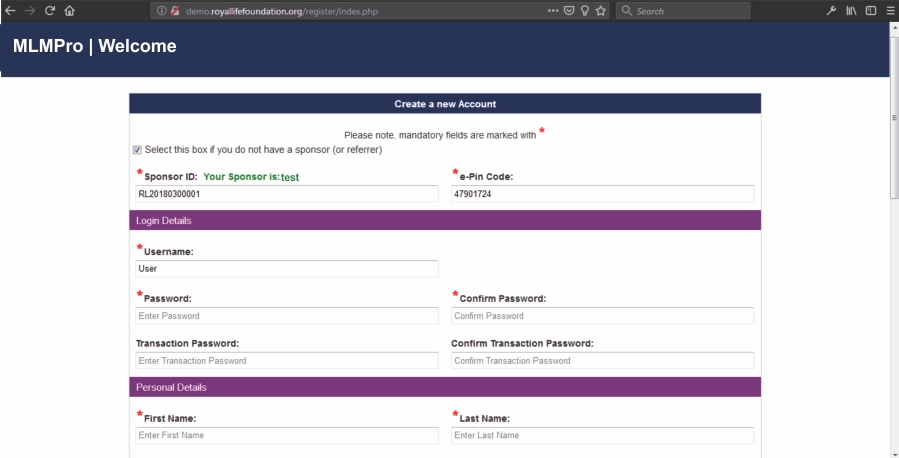 demo.royallifefoundation.org/register/index.php
Search
MLMPro | Welcome
Create a new Account
Please note, mandatory fields are marked with *
Select this box if you do not have a sponsor (or referrer)
* Sponsor ID: Your Sponsor is:test * e-Pin Code:
RL20180300001 47901724
Login Details
* Username:
User
* Password: * Confirm Password:
Enter Password Confirm Password
Transaction Password: Confirm Transaction Password:
Enter Transaction Password Confirm Transaction Password
Personal Details
* First Name: * Last Name:
Enter First Name Enter Last Name